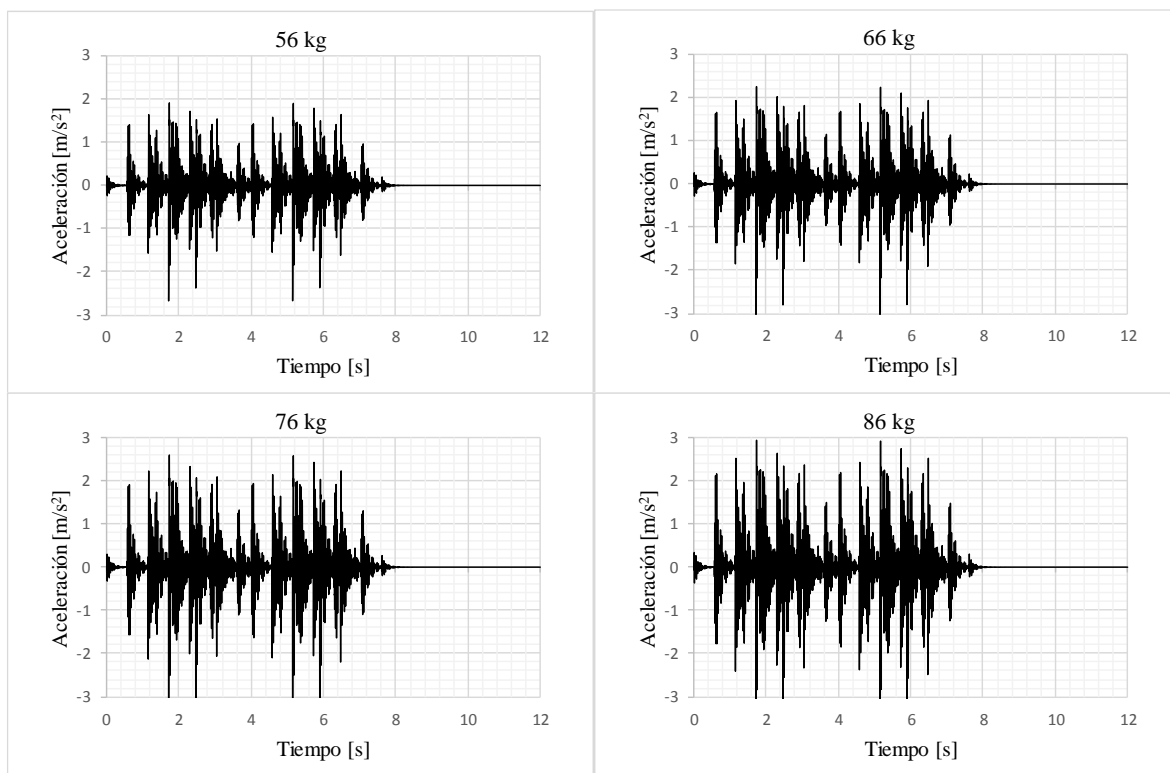 56 kg
Aceleración [m/s²]
3
2
1
0
-1
-2
-3
0 2 4 6 8 10 12
Tiempo [s]
66 kg
Aceleración [m/s²]
3
2
1
0
-1
-2
-3
0 2 4 6 8 10 12
Tiempo [s]
76 kg
Aceleración [m/s²]
3
2
1
0
-1
-2
-3
0 2 4 6 8 10 12
Tiempo [s]
86 kg
Aceleración [m/s²]
3
2
1
0
-1
-2
-3
0 2 4 6 8 10 12
Tiempo [s]